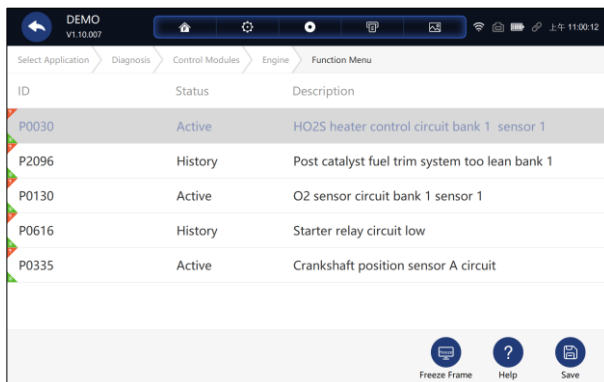 DEMO
V1.10.007
上午 11:00:12
Select Application Diagnosis Control Modules Engine Function Menu
ID Status Description
P0030 Active HO2S heater control circuit bank 1 sensor 1
P2096 History Post catalyst fuel trim system too lean bank 1
P0130 Active O2 sensor circuit bank 1 sensor 1
P0616 History Starter relay circuit low
P0335 Active Crankshaft position sensor A circuit
Freeze Frame Help Save